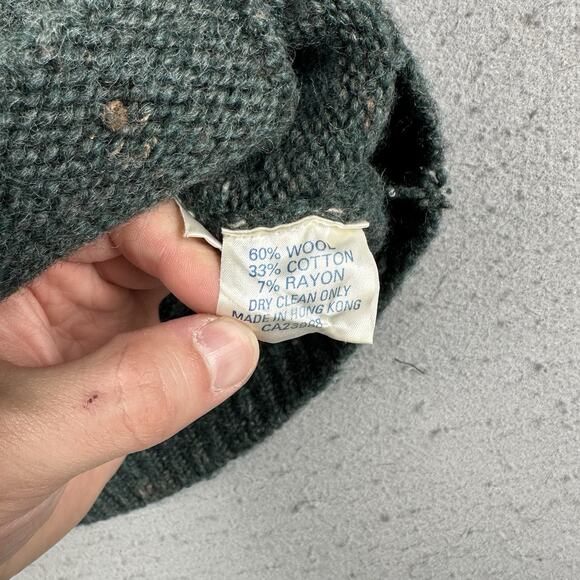 60% WOOL
33% COTTON
7% RAYON
DRY CLEAN ONLY
MADE IN HONG KONG